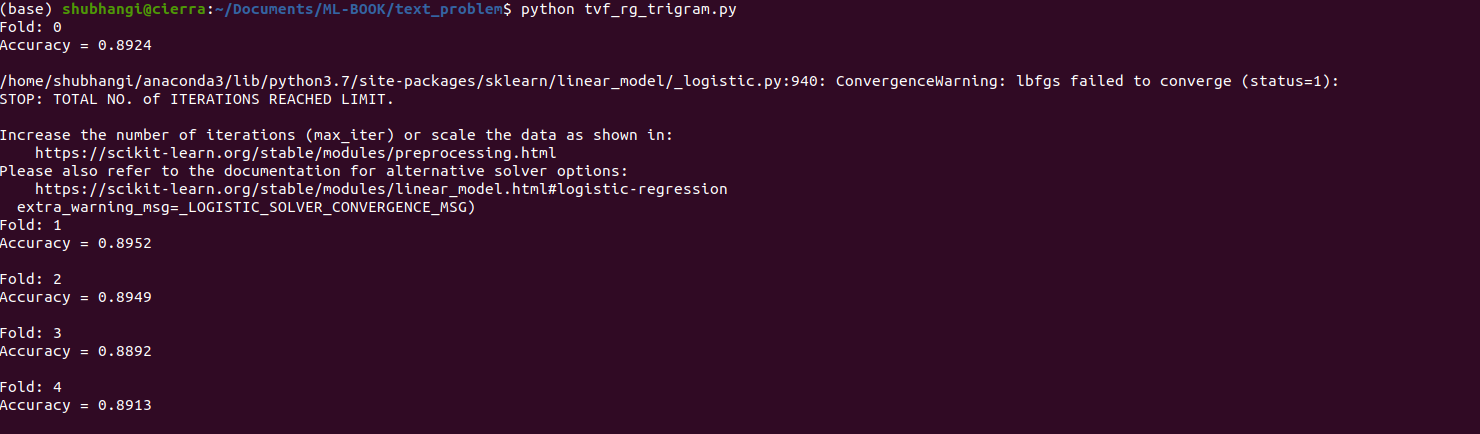 (base) shubhangi@cierra:~/Documents/ML-BOOK/text_problem$ python tvf_rg_trigram.py
Fold: 0
Accuracy = 0.8924
/home/shubhangi/anaconda3/lib/python3.7/site-packages/sklearn/linear_model/_logistic.py:940: ConvergenceWarning: lbfgs failed to converge (status=1):
STOP: TOTAL NO. of ITERATIONS REACHED LIMIT.
Increase the number of iterations (max_iter) or scale the data as shown in:
    https://scikit-learn.org/stable/modules/preprocessing.html
Please also refer to the documentation for alternative solver options:
    https://scikit-learn.org/stable/modules/linear_model.html#logistic-regression
  extra_warning_msg=_LOGISTIC_SOLVER_CONVERGENCE_MSG)
Fold: 1
Accuracy = 0.8952
Fold: 2
Accuracy = 0.8949
Fold: 3
Accuracy = 0.8892
Fold: 4
Accuracy = 0.8913